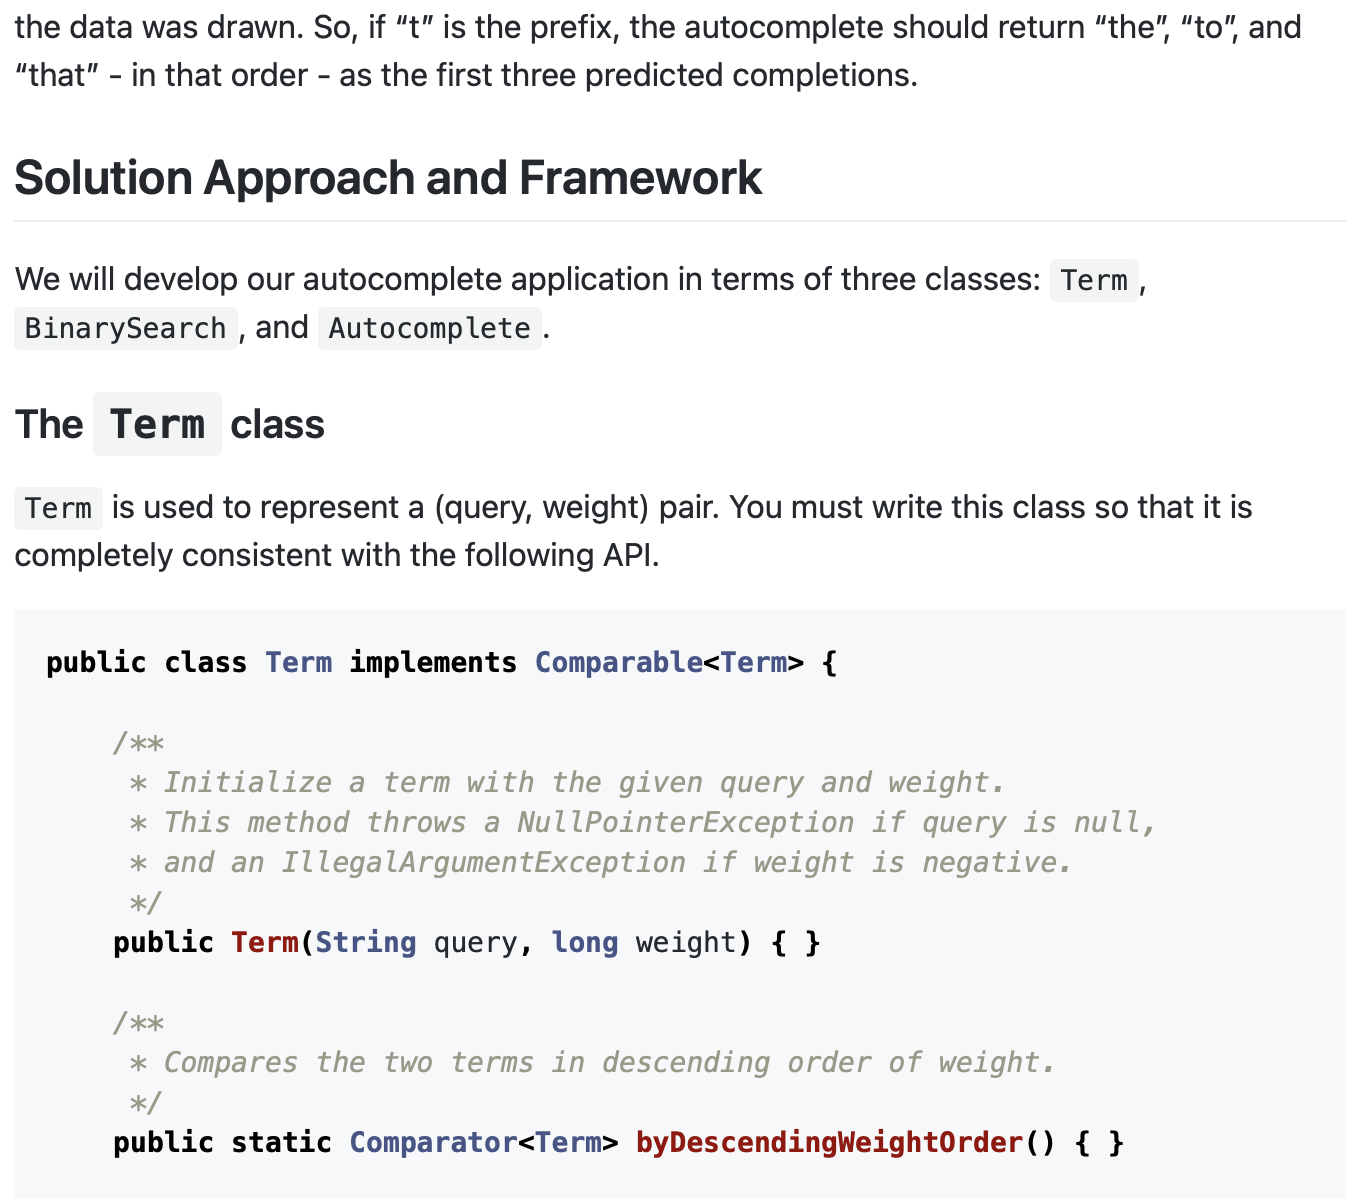 the data was drawn. So, if “t” is the prefix, the autocomplete should return “the”, “to”, and
“that” - in that order - as the first three predicted completions.
Solution Approach and Framework
We will develop our autocomplete application in terms of three classes: Term,
BinarySearch, and Autocomplete.
The Term class
Term is used to represent a (query, weight) pair. You must write this class so that it is
completely consistent with the following API.
public class Term implements Comparable<Term> {
/**
* Initialize a term with the given query and weight.
* This method throws a NullPointerException if query is null,
* and an IllegalArgumentException if weight is negative.
*/
public Term(String query, long weight) { }
/**
* Compares the two terms in descending order of weight.
*/
public static Comparator<Term> byDescendingWeightOrder() { }